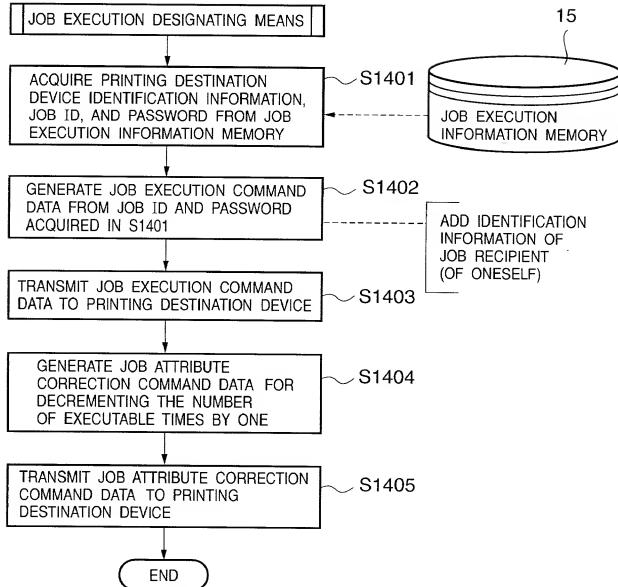 JOB EXECUTION DESIGNATING MEANS
ACQUIRE PRINTING DESTINATION
DEVICE IDENTIFICATION INFORMATION,
JOB ID, AND PASSWORD FROM JOB
EXECUTION INFORMATION MEMORY
S1401
15
JOB EXECUTION
INFORMATION MEMORY
GENERATE JOB EXECUTION COMMAND
DATA FROM JOB ID AND PASSWORD
ACQUIRED IN S1401
S1402
ADD IDENTIFICATION
INFORMATION OF
JOB RECIPIENT
(OF ONESELF)
TRANSMIT JOB EXECUTION COMMAND
DATA TO PRINTING DESTINATION DEVICE
S1403
GENERATE JOB ATTRIBUTE
CORRECTION COMMAND DATA FOR
DECREMENTING THE NUMBER
OF EXECUTABLE TIMES BY ONE
S1404
TRANSMIT JOB ATTRIBUTE CORRECTION
COMMAND DATA TO PRINTING
DESTINATION DEVICE
S1405
END